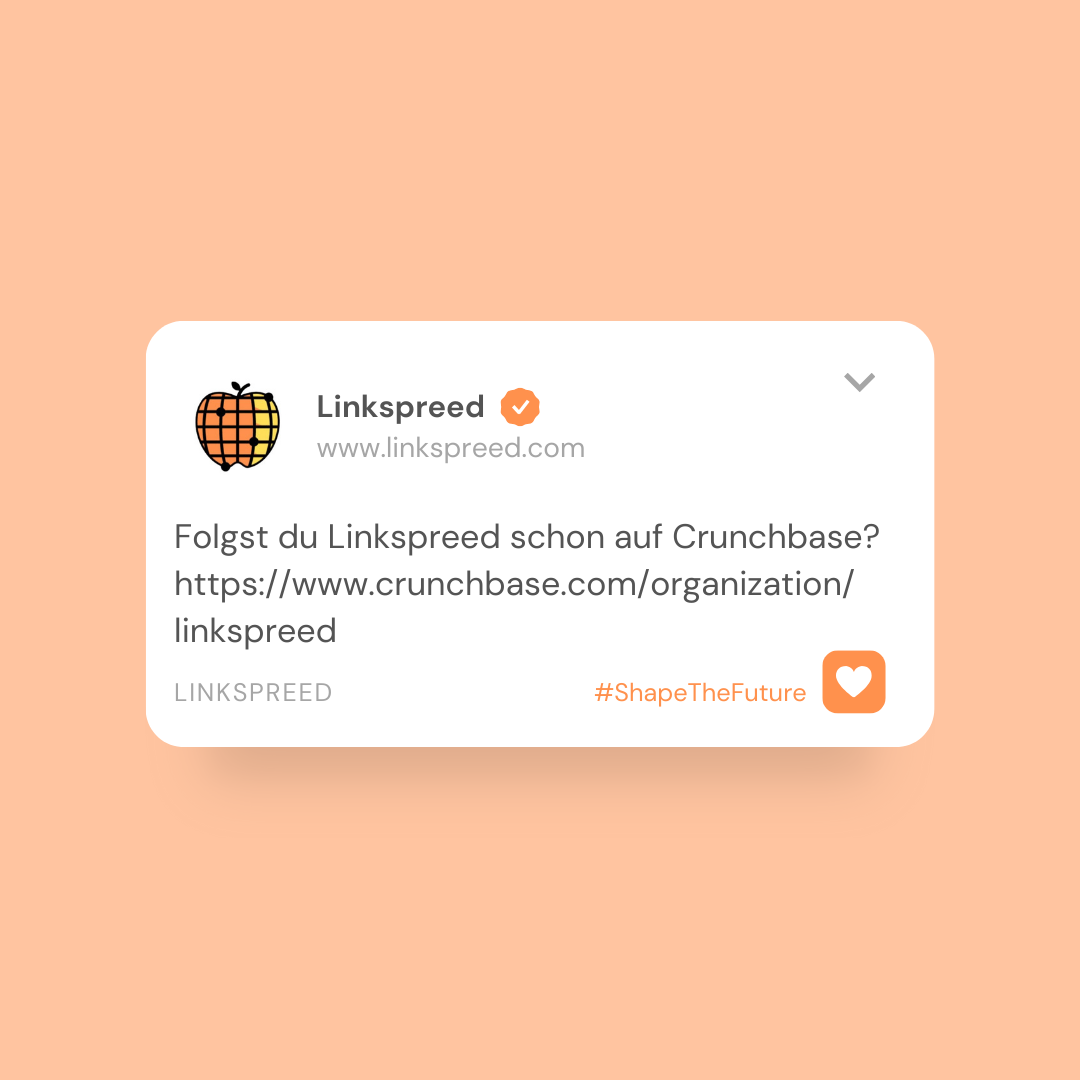 Linkspreed
www.linkspreed.com
Folgst du Linkspreed schon auf Crunchbase?
https://www.crunchbase.com/organization/
linkspreed
LINKSPREED
#ShapeTheFuture